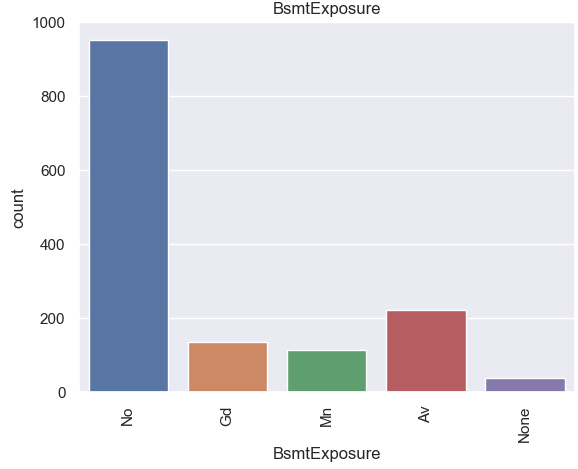 BsmtExposure
1000
800
600
400
200
0
count
No
Gd
Mn
Av
None
BsmtExposure